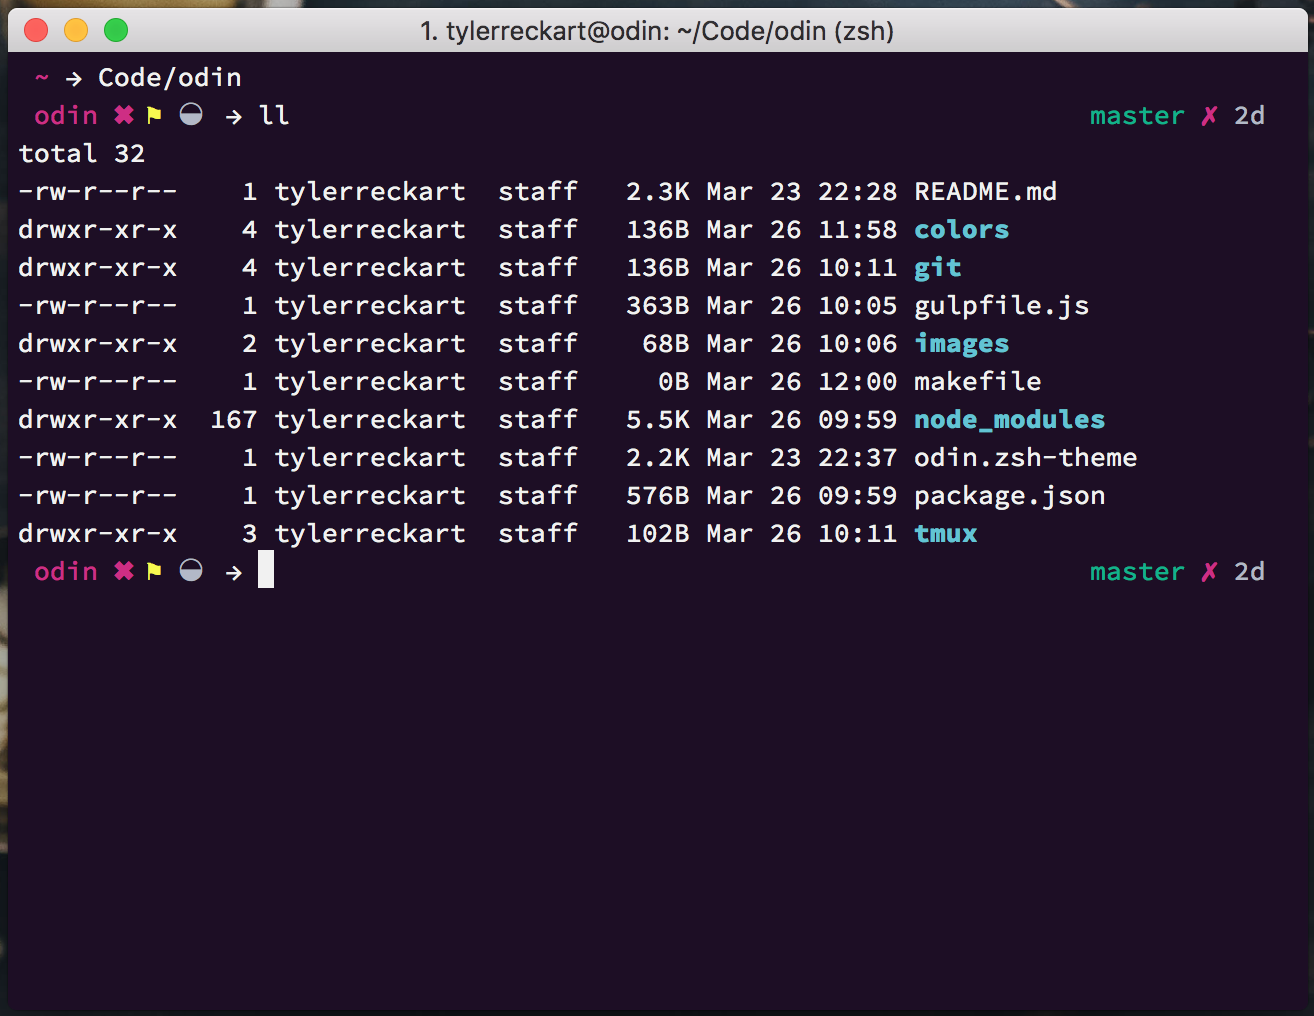 1. tylerreckart@odin: ~/Code/odin (zsh)
~ → Code/odin
odin ✖ ⚑ ◒ → ll master ✗ 2d
total 32
-rw-r--r-- 1 tylerreckart staff 2.3K Mar 23 22:28 README.md
drwxr-xr-x 4 tylerreckart staff 136B Mar 26 11:58 colors
drwxr-xr-x 4 tylerreckart staff 136B Mar 26 10:11 git
-rw-r--r-- 1 tylerreckart staff 363B Mar 26 10:05 gulpfile.js
drwxr-xr-x 2 tylerreckart staff 68B Mar 26 10:06 images
-rw-r--r-- 1 tylerreckart staff 0B Mar 26 12:00 makefile
drwxr-xr-x 167 tylerreckart staff 5.5K Mar 26 09:59 node_modules
-rw-r--r-- 1 tylerreckart staff 2.2K Mar 23 22:37 odin.zsh-theme
-rw-r--r-- 1 tylerreckart staff 576B Mar 26 09:59 package.json
drwxr-xr-x 3 tylerreckart staff 102B Mar 26 10:11 tmux
odin ✖ ⚑ ◒ → master ✗ 2d